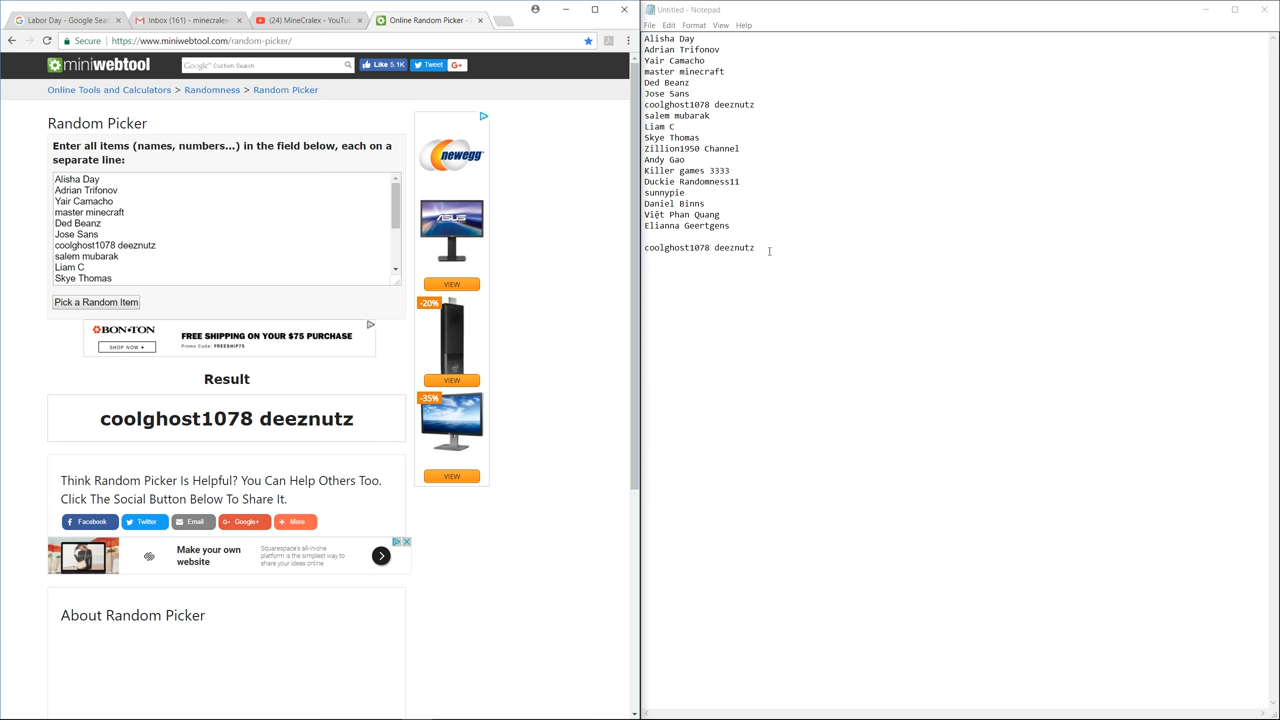 Labor Day - Google Sear
Inbox (161) - minecralex
(24) MineCralex - YouTu
Online Random Picker -
Secure
https://www.miniwebtool.com/random-picker/
miniwebtool
Google Custom Search
Like 5.1K
Tweet
G+
Online Tools and Calculators > Randomness > Random Picker
Random Picker
Enter all items (names, numbers...) in the field below, each on a
separate line:
Alisha Day
Adrian Trifonov
Yair Camacho
master minecraft
Ded Beanz
Jose Sans
coolghost1078 deeznutz
salem mubarak
Liam C
Skye Thomas
Pick a Random Item
BON•TON
SHOP NOW
FREE SHIPPING ON YOUR $75 PURCHASE
Promo Code: FREESHIP75
Result
coolghost1078 deeznutz
Think Random Picker Is Helpful? You Can Help Others Too.
Click The Social Button Below To Share It.
Facebook
Twitter
Email
Google+
More
Make your own
website
Squarespace's all-in-one
platform is the simplest way to
share your ideas online.
About Random Picker
newegg
ASUS
VIEW
-20%
VIEW
-35%
VIEW
Untitled - Notepad
File Edit Format View Help
Alisha Day
Adrian Trifonov
Yair Camacho
master minecraft
Ded Beanz
Jose Sans
coolghost1078 deeznutz
salem mubarak
Liam C
Skye Thomas
Zillion1950 Channel
Andy Gao
Killer games 3333
Duckie Randomness11
sunnypie
Daniel Binns
Việt Phan Quang
Elianna Geertgens
coolghost1078 deeznutz